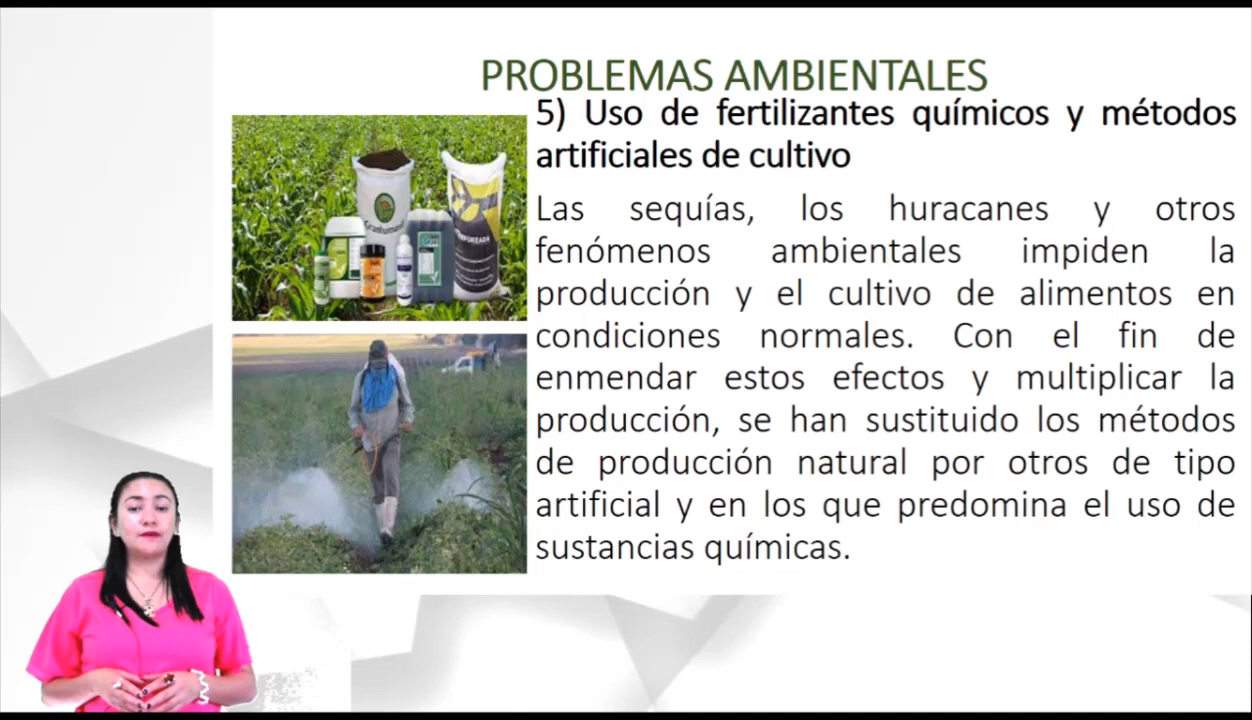 PROBLEMAS AMBIENTALES
5) Uso de fertilizantes químicos y métodos
artificiales de cultivo
Las sequías, los huracanes y otros
fenómenos ambientales impiden la
producción y el cultivo de alimentos en
condiciones normales. Con el fin de
enmendar estos efectos y multiplicar la
producción, se han sustituido los métodos
de producción natural por otros de tipo
artificial y en los que predomina el uso de
sustancias químicas.